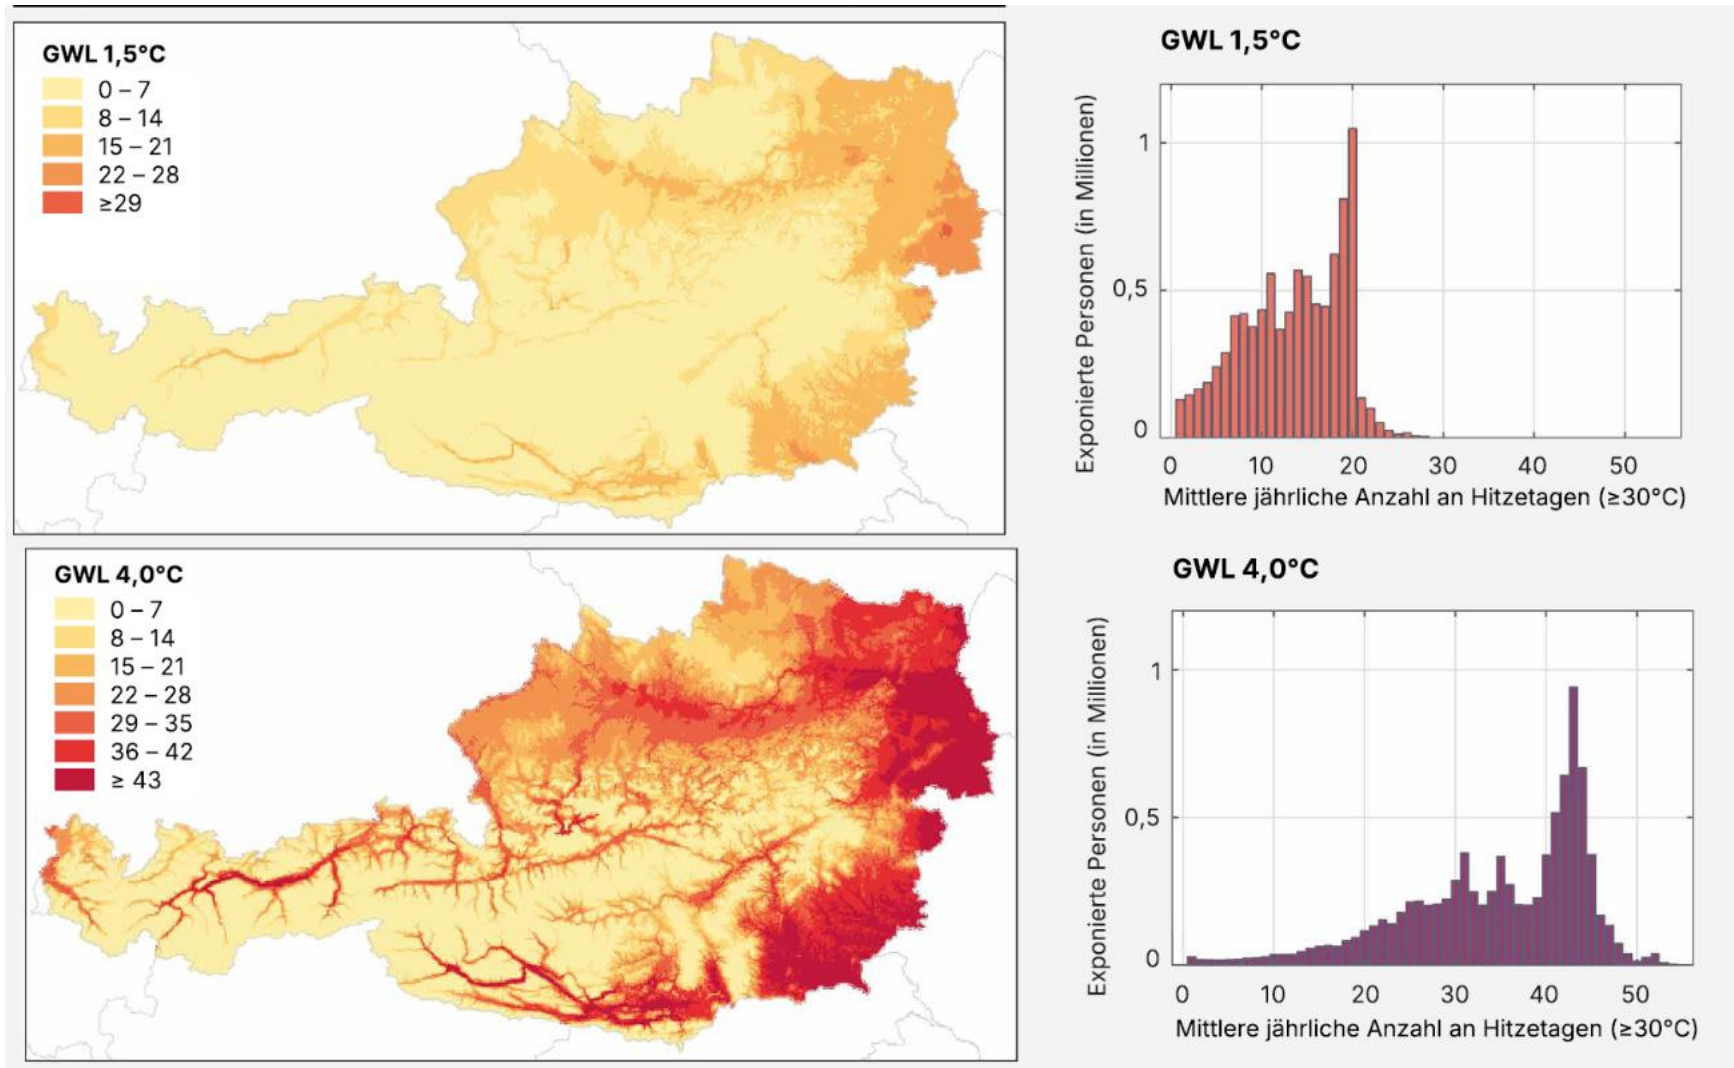 GWL 1,5°C
0 – 7
8 – 14
15 – 21
22 – 28
≥29
GWL 1,5°C
Exponierte Personen (in Millionen)
1
0,5
0
0 10 20 30 40 50
Mittlere jährliche Anzahl an Hitzetagen (≥30°C)
GWL 4,0°C
0 – 7
8 – 14
15 – 21
22 – 28
29 – 35
36 – 42
≥ 43
GWL 4,0°C
Exponierte Personen (in Millionen)
1
0,5
0
0 10 20 30 40 50
Mittlere jährliche Anzahl an Hitzetagen (≥30°C)